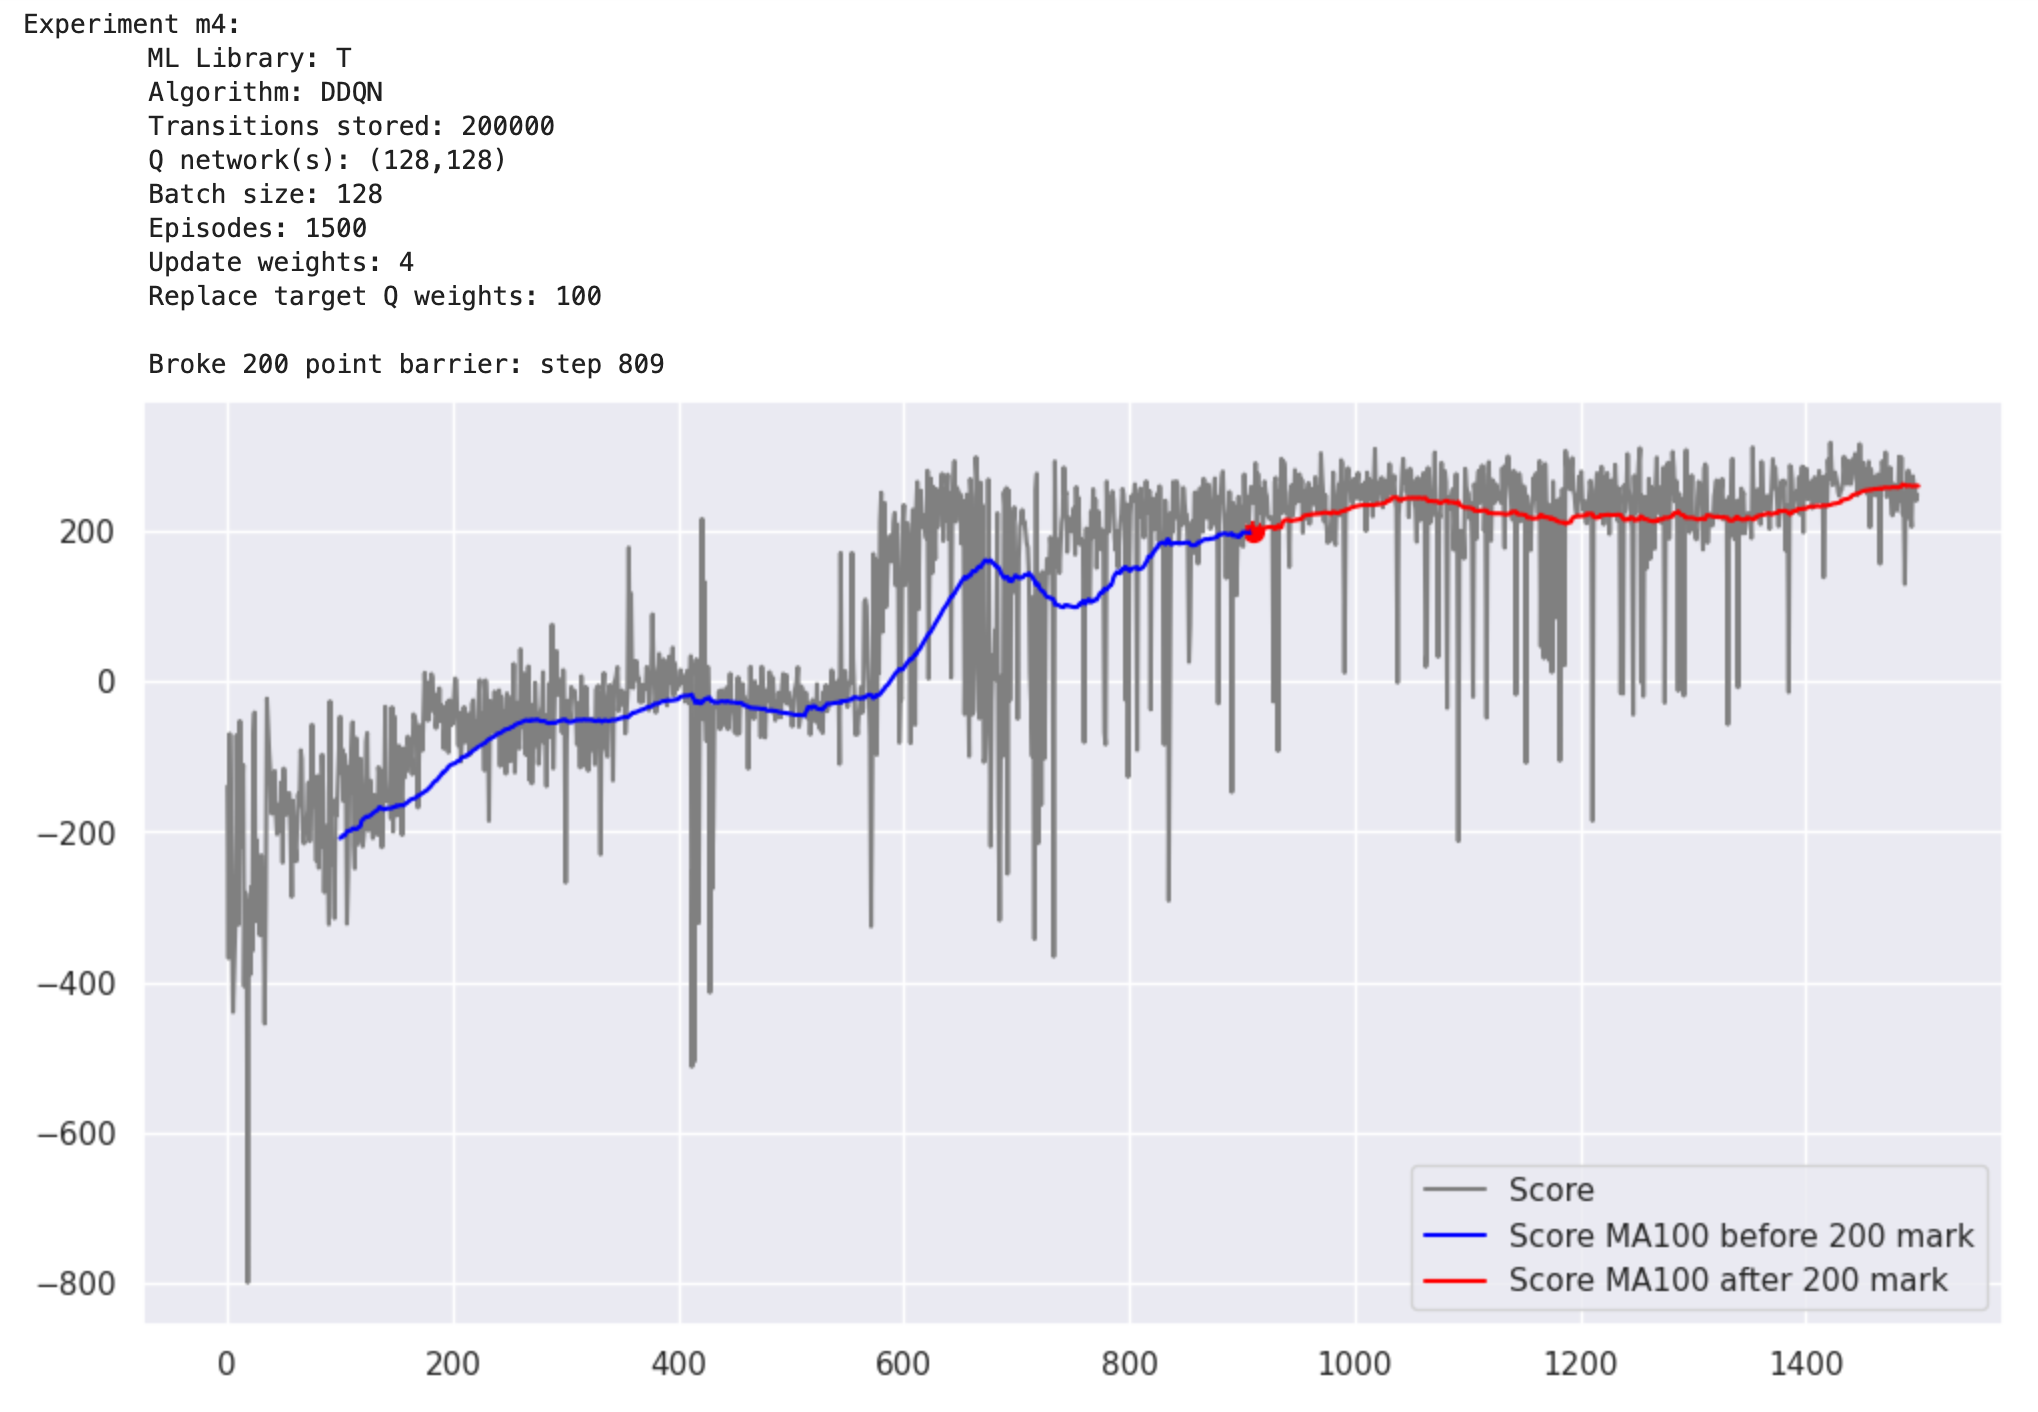 Experiment m4:
ML Library: T
Algorithm: DDQN
Transitions stored: 200000
Q network(s): (128,128)
Batch size: 128
Episodes: 1500
Update weights: 4
Replace target Q weights: 100
Broke 200 point barrier: step 809
200
0
−200
−400
−600
−800
Score
Score MA100 before 200 mark
Score MA100 after 200 mark
0 200 400 600 800 1000 1200 1400